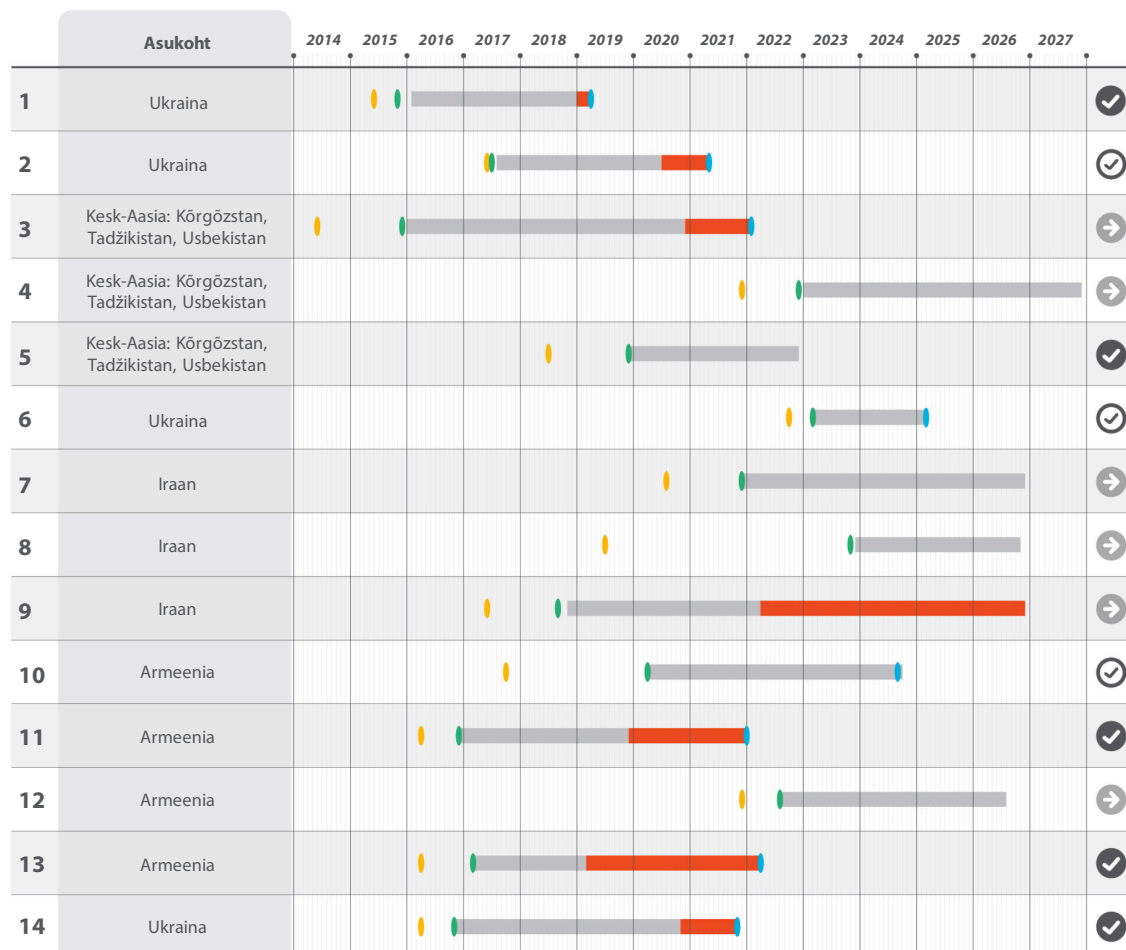 Asukoht 2014 2015 2016 2017 2018 2019 2020 2021 2022 2023 2024 2025 2026 2027
1 Ukraina
2 Ukraina
3 Kesk-Aasia: Kõrgõzstan,
Tadžikistan, Usbekistan
4 Kesk-Aasia: Kõrgõzstan,
Tadžikistan, Usbekistan
5 Kesk-Aasia: Kõrgõzstan,
Tadžikistan, Usbekistan
6 Ukraina
7 Iraan
8 Iraan
9 Iraan
10 Armeenia
11 Armeenia
12 Armeenia
13 Armeenia
14 Ukraina